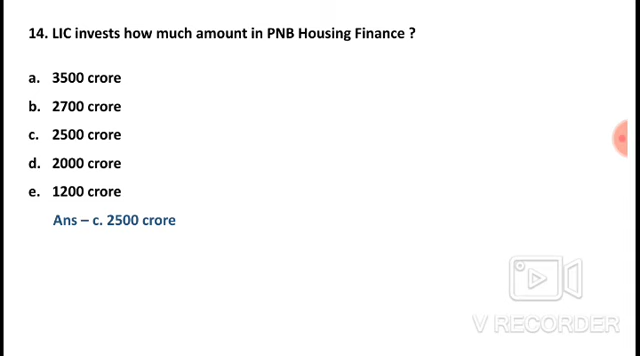 14. LIC invests how much amount in PNB Housing Finance ?
a. 3500 crore
b. 2700 crore
c. 2500 crore
d. 2000 crore
e. 1200 crore
Ans – c. 2500 crore
V RECORDER